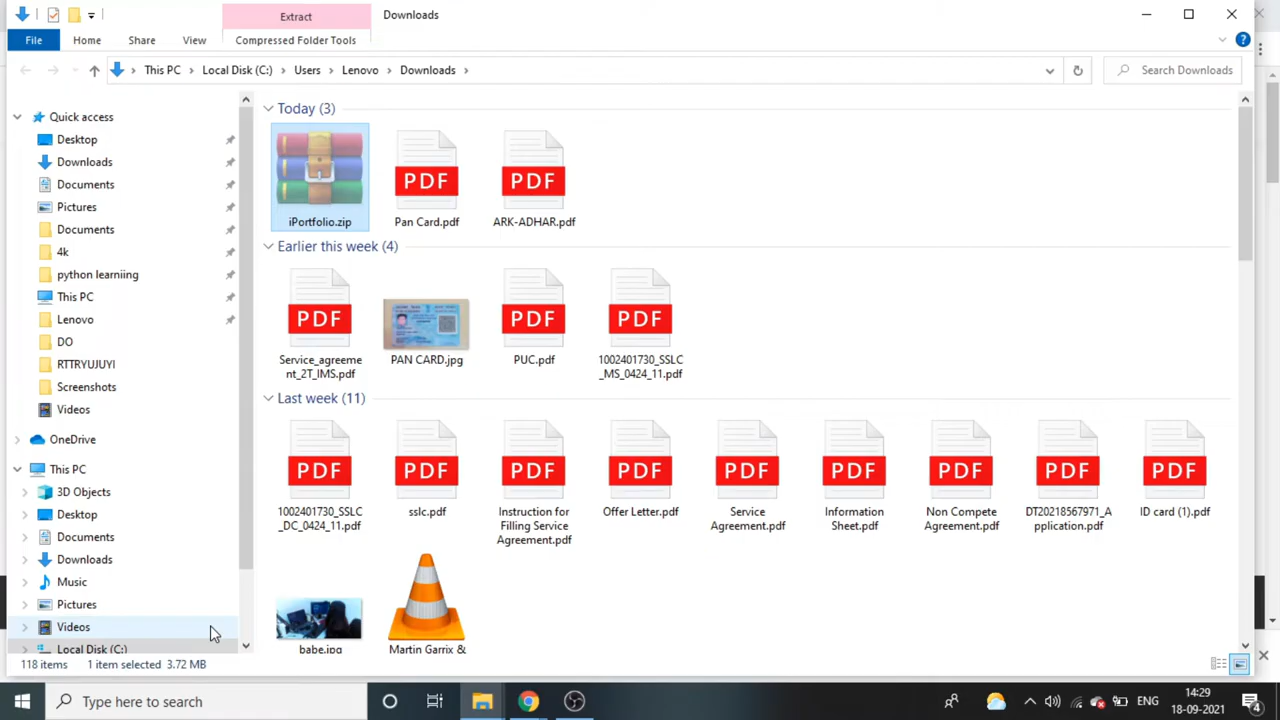 Extract
Downloads
File
Home
Share
View
Compressed Folder Tools
This PC
Local Disk (C:)
Users
Lenovo
Downloads
Search Downloads
Quick access
Desktop
Downloads
Documents
Pictures
Documents
4k
python learniing
This PC
Lenovo
DO
RTTRYUJUYI
Screenshots
Videos
OneDrive
This PC
3D Objects
Desktop
Documents
Downloads
Music
Pictures
Videos
Local Disk (C:)
Today (3)
iPortfolio.zip
PDF
Pan Card.pdf
PDF
ARK-ADHAR.pdf
Earlier this week (4)
PDF
Service_agreeme
nt_2T_IMS.pdf
PAN CARD.jpg
PDF
PUC.pdf
PDF
1002401730_SSLC
_MS_0424_11.pdf
Last week (11)
PDF
1002401730_SSLC
_DC_0424_11.pdf
PDF
sslc.pdf
PDF
Instruction for
Filling Service
Agreement.pdf
PDF
Offer Letter.pdf
PDF
Service
Agreement.pdf
PDF
Information
Sheet.pdf
PDF
Non Compete
Agreement.pdf
PDF
DT20218567971_A
pplication.pdf
PDF
ID card (1).pdf
babe.jpg
Martin Garrix &
118 items
1 item selected 3.72 MB
Type here to search
ENG
14:29
18-09-2021
4